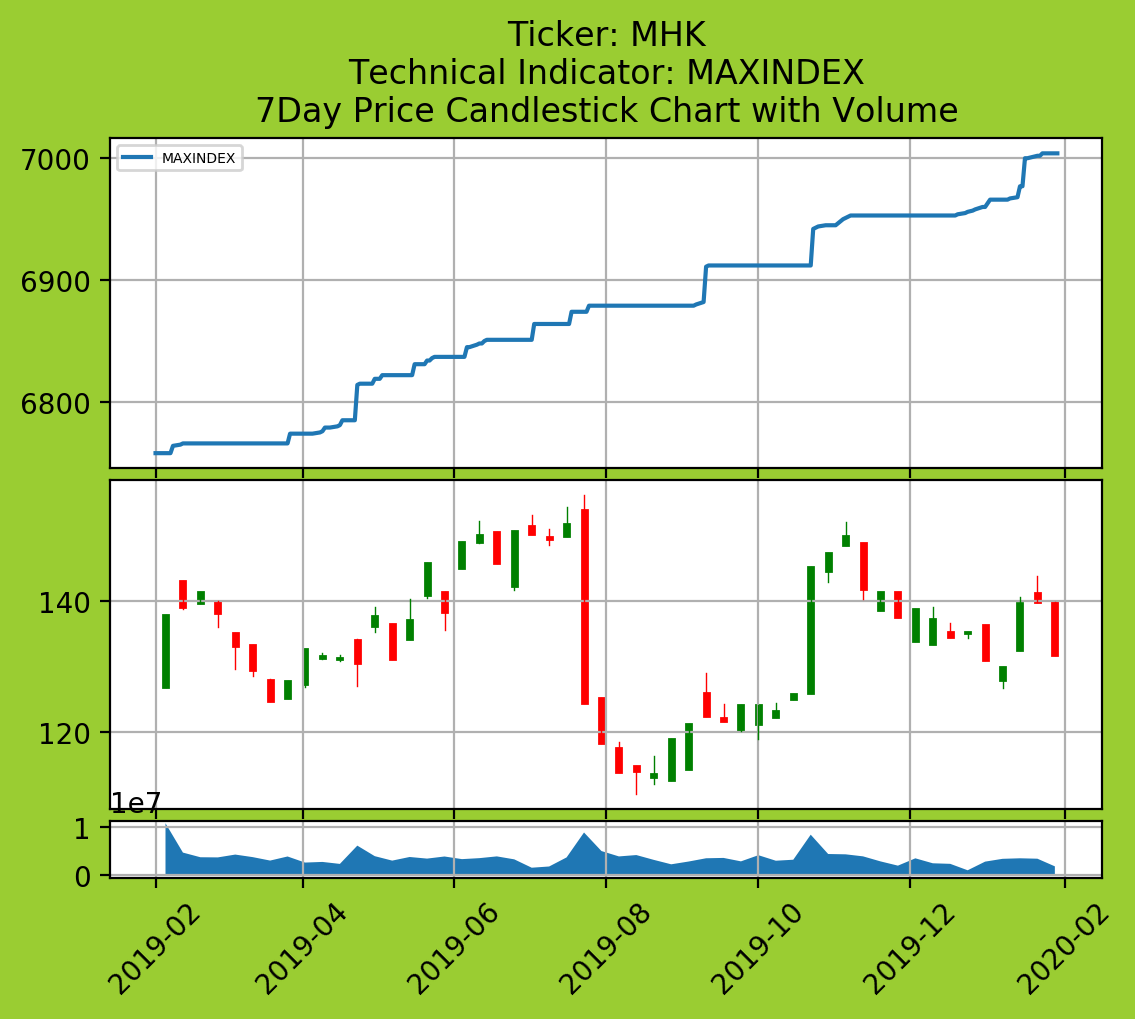 Ticker: MHK
Technical Indicator: MAXINDEX
7Day Price Candlestick Chart with Volume
7000
MAXINDEX
6900
6800
140
120
1e7
1
0
2019-02
2019-04
2019-06
2019-08
2019-10
2019-12
2020-02